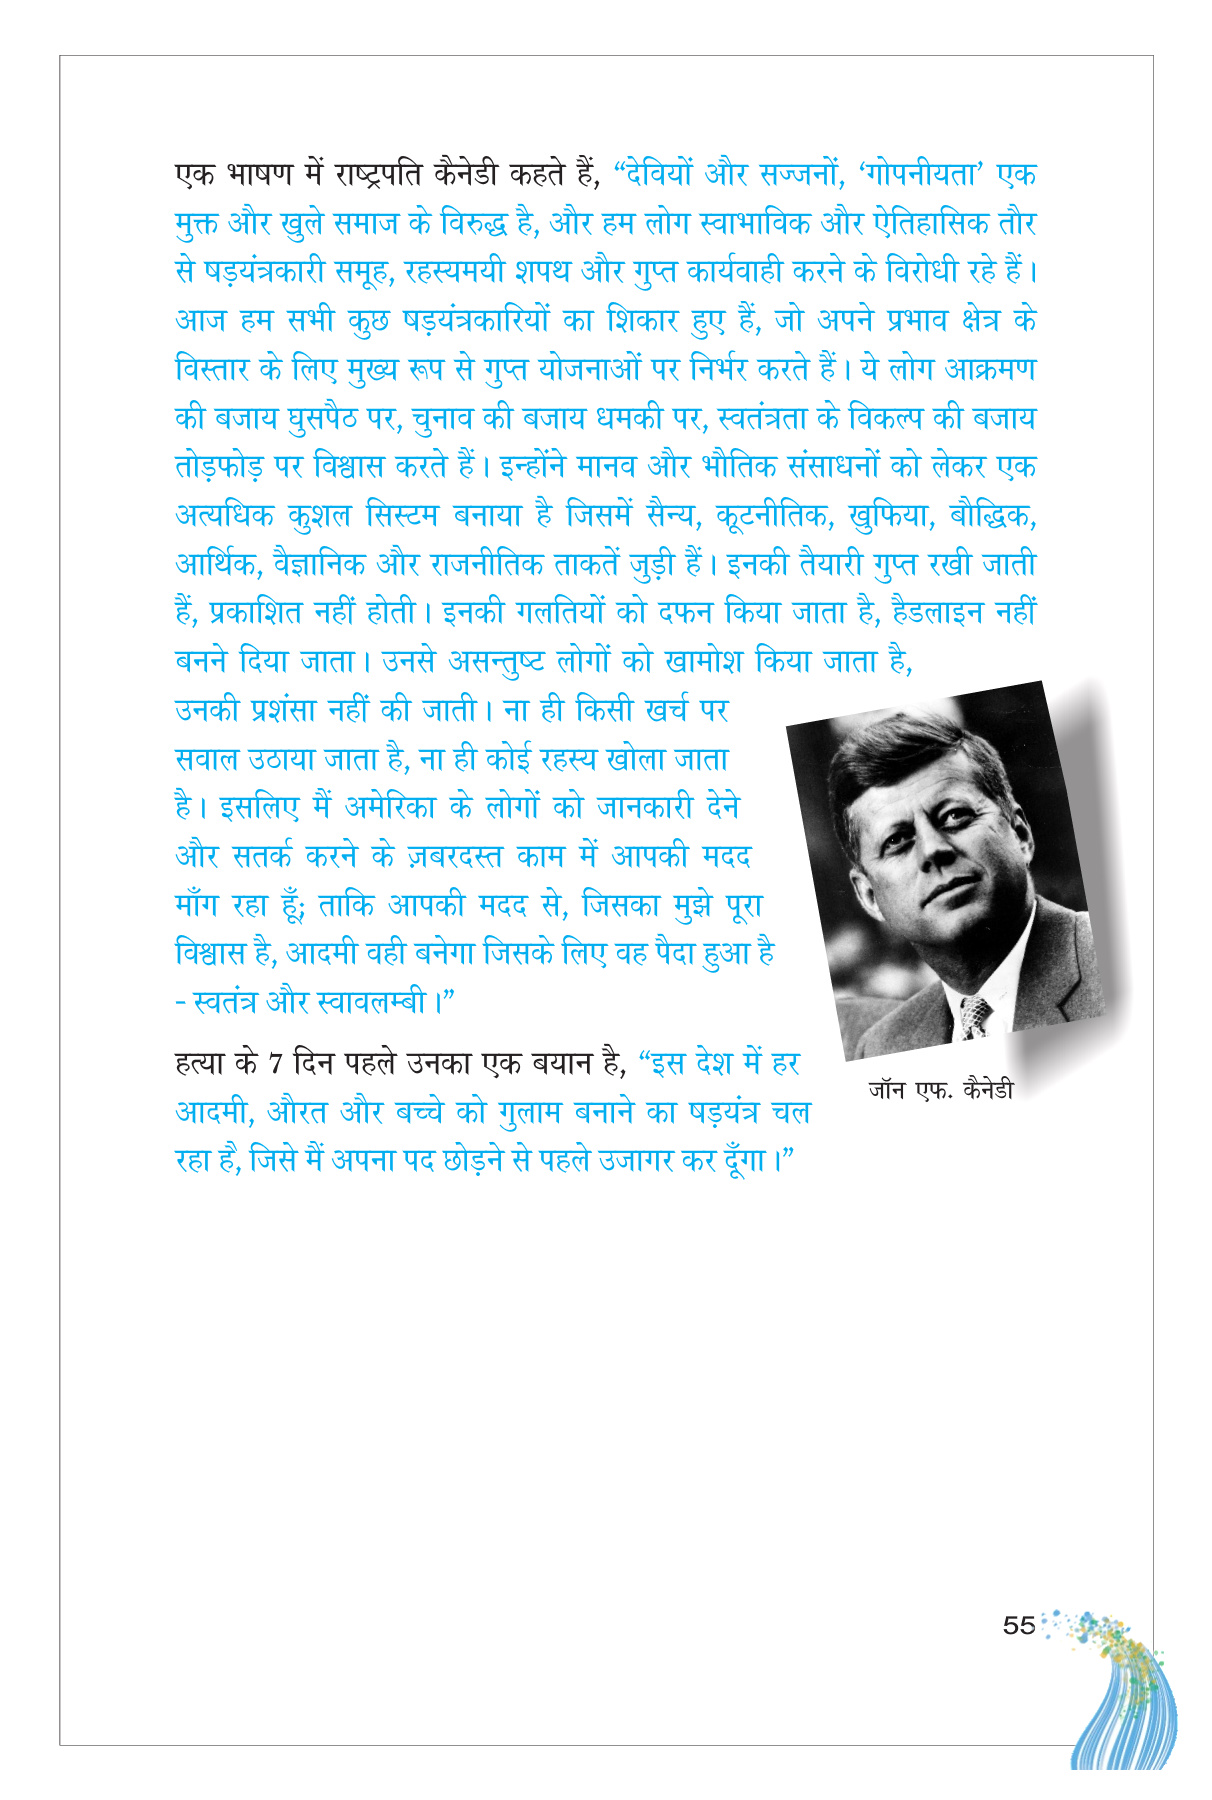 एक भाषण में राष्ट्रपति कैनेडी कहते हैं, “देवियों और सज्जनों, ‘गोपनीयता’ एक
मुक्त और खुले समाज के विरुद्ध है, और हम लोग स्वाभाविक और ऐतिहासिक तौर
से षड़यंत्रकारी समूह, रहस्यमयी शपथ और गुप्त कार्यवाही करने के विरोधी रहे हैं।
आज हम सभी कुछ षड़यंत्रकारियों का शिकार हुए हैं, जो अपने प्रभाव क्षेत्र के
विस्तार के लिए मुख्य रूप से गुप्त योजनाओं पर निर्भर करते हैं। ये लोग आक्रमण
की बजाय घुसपैठ पर, चुनाव की बजाय धमकी पर, स्वतंत्रता के विकल्प की बजाय
तोड़फोड़ पर विश्वास करते हैं। इन्होंने मानव और भौतिक संसाधनों को लेकर एक
अत्यधिक कुशल सिस्टम बनाया है जिसमें सैन्य, कूटनीतिक, खुफिया, बौद्धिक,
आर्थिक, वैज्ञानिक और राजनीतिक ताकतें जुड़ी हैं। इनकी तैयारी गुप्त रखी जाती
हैं, प्रकाशित नहीं होती। इनकी गलतियों को दफन किया जाता है, हैडलाइन नहीं
बनने दिया जाता। उनसे असन्तुष्ट लोगों को खामोश किया जाता है,
उनकी प्रशंसा नहीं की जाती। ना ही किसी खर्च पर
सवाल उठाया जाता है, ना ही कोई रहस्य खोला जाता
है। इसलिए मैं अमेरिका के लोगों को जानकारी देने
और सतर्क करने के ज़बरदस्त काम में आपकी मदद
माँग रहा हूँ; ताकि आपकी मदद से, जिसका मुझे पूरा
विश्वास है, आदमी वही बनेगा जिसके लिए वह पैदा हुआ है
- स्वतंत्र और स्वावलम्बी।”
हत्या के 7 दिन पहले उनका एक बयान है, “इस देश में हर
आदमी, औरत और बच्चे को गुलाम बनाने का षड़यंत्र चल
रहा है, जिसे मैं अपना पद छोड़ने से पहले उजागर कर दूँगा।”
जॉन एफ. कैनेडी
55